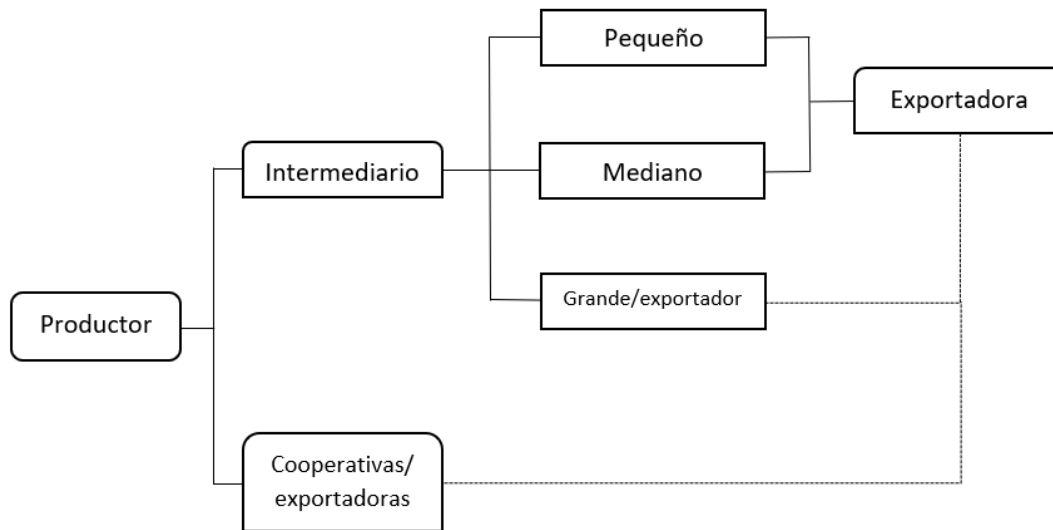 Pequeño
Exportadora
Intermediario
Mediano
Grande/exportador
Productor
Cooperativas/
exportadoras